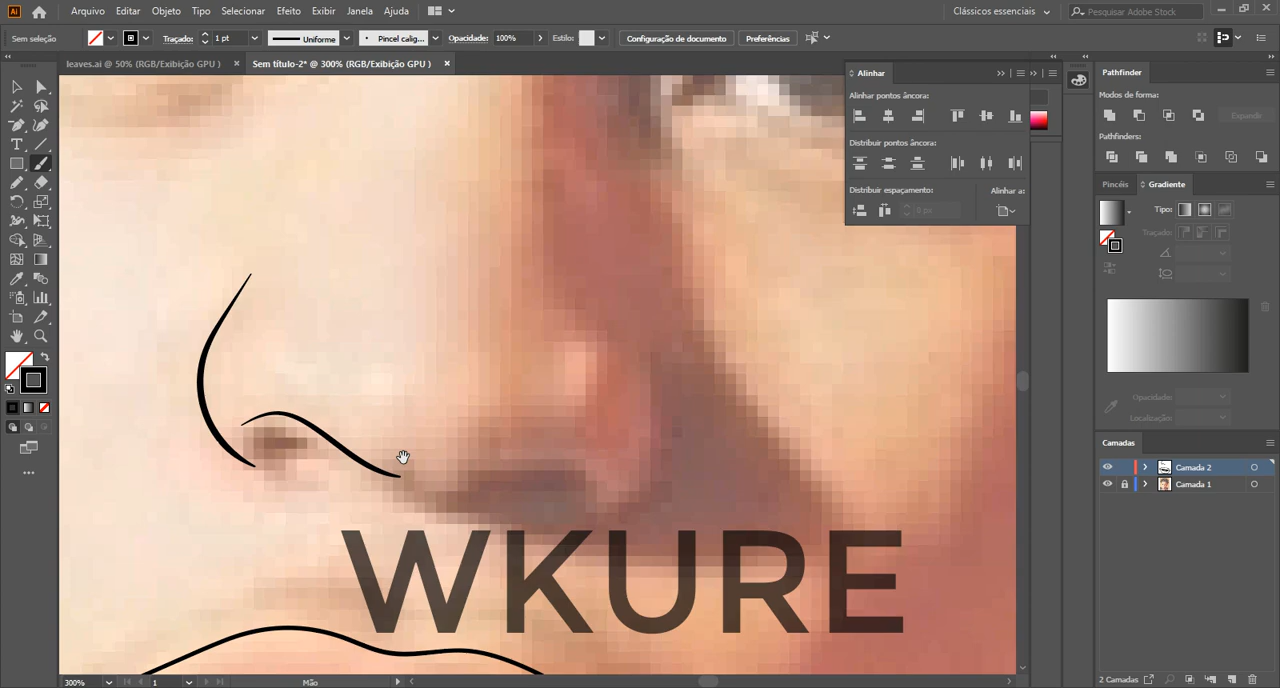 Ai Arquivo Editar Objeto Tipo Selecionar Efeito Exibir Janela Ajuda Clássicos essenciais Pesquisar Adobe Stock
Sem seleção Traçado: 1 pt Uniforme Pincel calig... Opacidade: 100% Estilo: Configuração de documento Preferências
leaves.ai @ 50% (RGB/Exibição GPU ) × Sem título-2* @ 300% (RGB/Exibição GPU ) ×
Alinhar
Alinhar pontos âncora:
Distribuir pontos âncora:
Distribuir espaçamento: Alinhar a:
0 px
Pathfinder
Modos de forma:
Expandir
Pathfinders:
Pincéis Gradiente
Tipo:
Traçado:
Opacidade:
Localização:
Camadas
Camada 2
Camada 1
2 Camadas
WKURE
300% 1 Mão